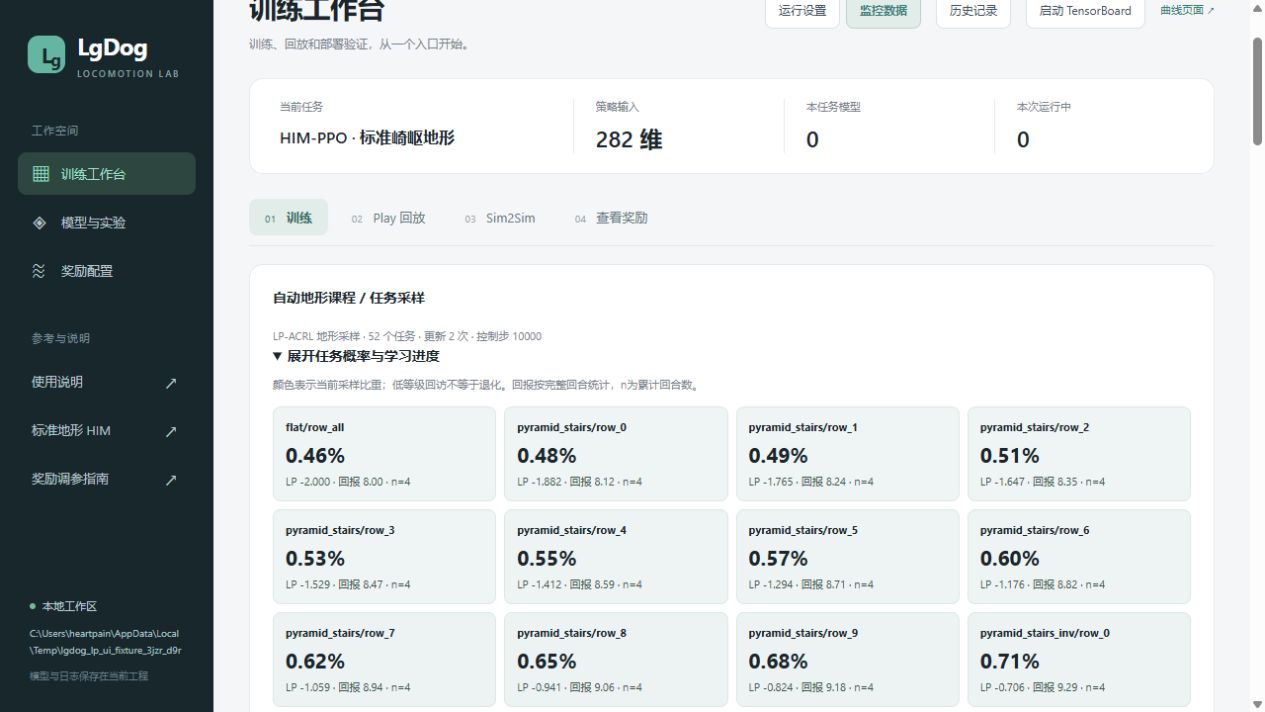 Lg
LgDog
LOCOMOTION LAB
工作空间
训练工作台
模型与实验
奖励配置
参考与说明
使用说明 ↗
标准地形 HIM ↗
奖励调参指南 ↗
本地工作区
C:\Users\heartpain\AppData\Local
\Temp\lgdog_lp_ui_fixture_3jzr_d9r
模型与日志保存在当前工程
训练工作台
训练、回放和部署验证，从一个入口开始。
运行设置
监控数据
历史记录
启动 TensorBoard
曲线页面 ↗
当前任务
HIM-PPO · 标准崎岖地形
策略输入
282 维
本任务模型
0
本次运行中
0
01 训练
02 Play 回放
03 Sim2Sim
04 查看奖励
自动地形课程 / 任务采样
LP-ACRL 地形采样 · 52 个任务 · 更新 2 次 · 控制步 10000
▼ 展开任务概率与学习进度
颜色表示当前采样比重；低等级回访不等于退化。回报按完整回合统计，n为累计回合数。
flat/row_all
0.46%
LP -2.000 · 回报 8.00 · n=4
pyramid_stairs/row_0
0.48%
LP -1.882 · 回报 8.12 · n=4
pyramid_stairs/row_1
0.49%
LP -1.765 · 回报 8.24 · n=4
pyramid_stairs/row_2
0.51%
LP -1.647 · 回报 8.35 · n=4
pyramid_stairs/row_3
0.53%
LP -1.529 · 回报 8.47 · n=4
pyramid_stairs/row_4
0.55%
LP -1.412 · 回报 8.59 · n=4
pyramid_stairs/row_5
0.57%
LP -1.294 · 回报 8.71 · n=4
pyramid_stairs/row_6
0.60%
LP -1.176 · 回报 8.82 · n=4
pyramid_stairs/row_7
0.62%
LP -1.059 · 回报 8.94 · n=4
pyramid_stairs/row_8
0.65%
LP -0.941 · 回报 9.06 · n=4
pyramid_stairs/row_9
0.68%
LP -0.824 · 回报 9.18 · n=4
pyramid_stairs_inv/row_0
0.71%
LP -0.706 · 回报 9.29 · n=4